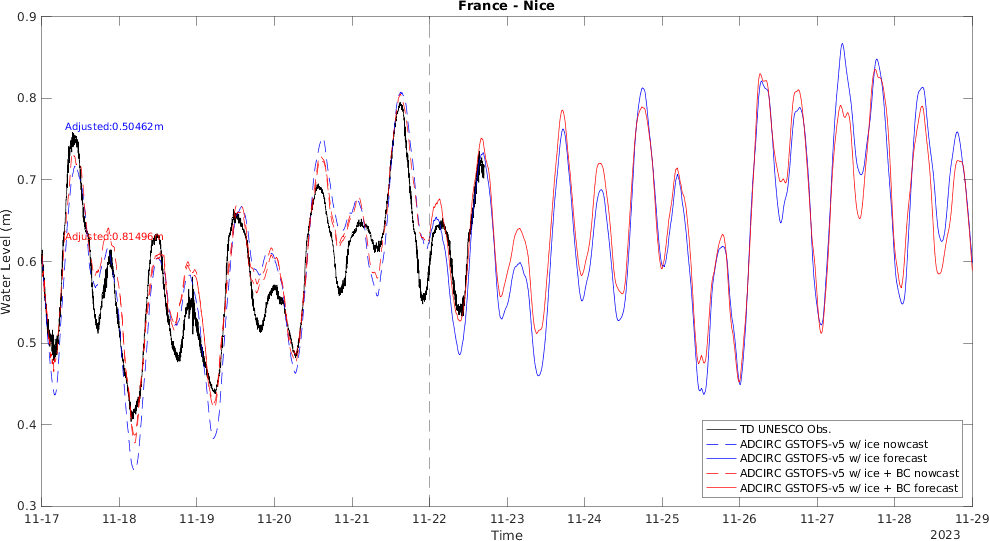 France - Nice
0.9
0.8
0.7
0.6
0.5
0.4
0.3
Water Level (m)
Adjusted:0.50462m
Adjusted:0.81496m
TD UNESCO Obs.
ADCIRC GSTOFS-v5 w/ ice nowcast
ADCIRC GSTOFS-v5 w/ ice forecast
ADCIRC GSTOFS-v5 w/ ice + BC nowcast
ADCIRC GSTOFS-v5 w/ ice + BC forecast
11-17 11-18 11-19 11-20 11-21 11-22 11-23 11-24 11-25 11-26 11-27 11-28 11-29
Time
2023